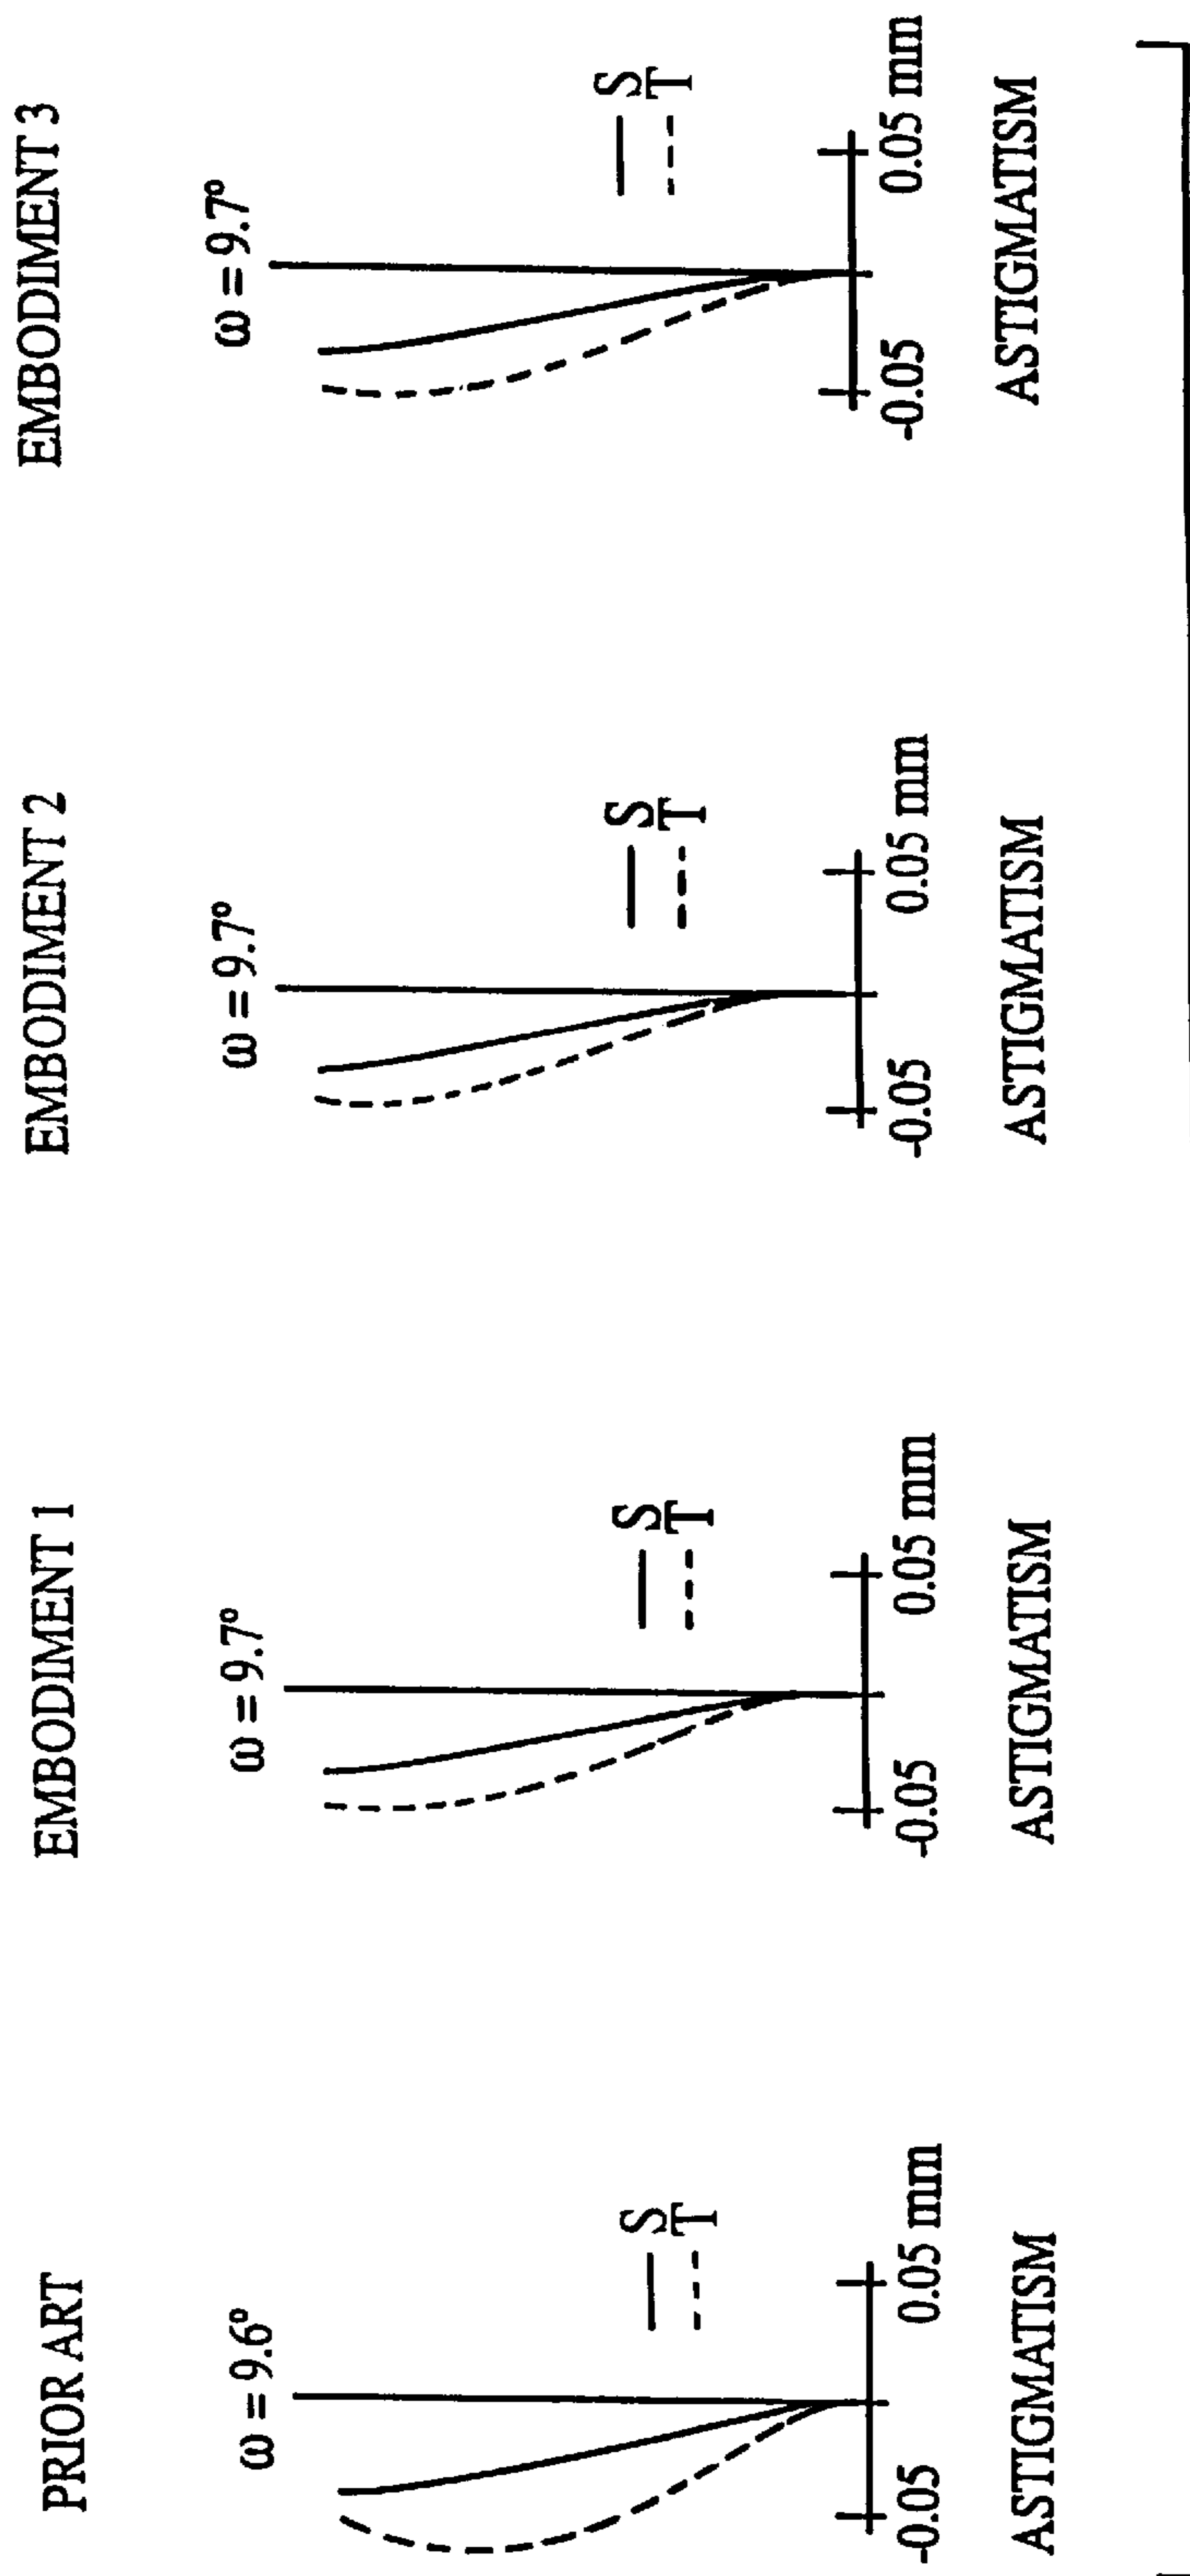 PRIOR ART
ω = 9.6°
S
T
-0.05
0.05 mm
ASTIGMATISM
EMBODIMENT 1
ω = 9.7°
S
T
-0.05
0.05 mm
ASTIGMATISM
EMBODIMENT 2
ω = 9.7°
S
T
-0.05
0.05 mm
ASTIGMATISM
EMBODIMENT 3
ω = 9.7°
S
T
-0.05
0.05 mm
ASTIGMATISM